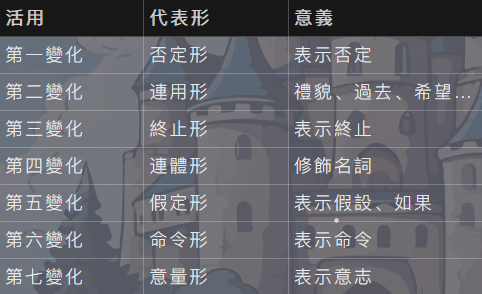 活用 代表形 意義
第一變化 否定形 表示否定
第二變化 連用形 禮貌、過去、希望...
第三變化 終止形 表示終止
第四變化 連體形 修飾名詞
第五變化 假定形 表示假設、如果
第六變化 命令形 表示命令
第七變化 意量形 表示意志